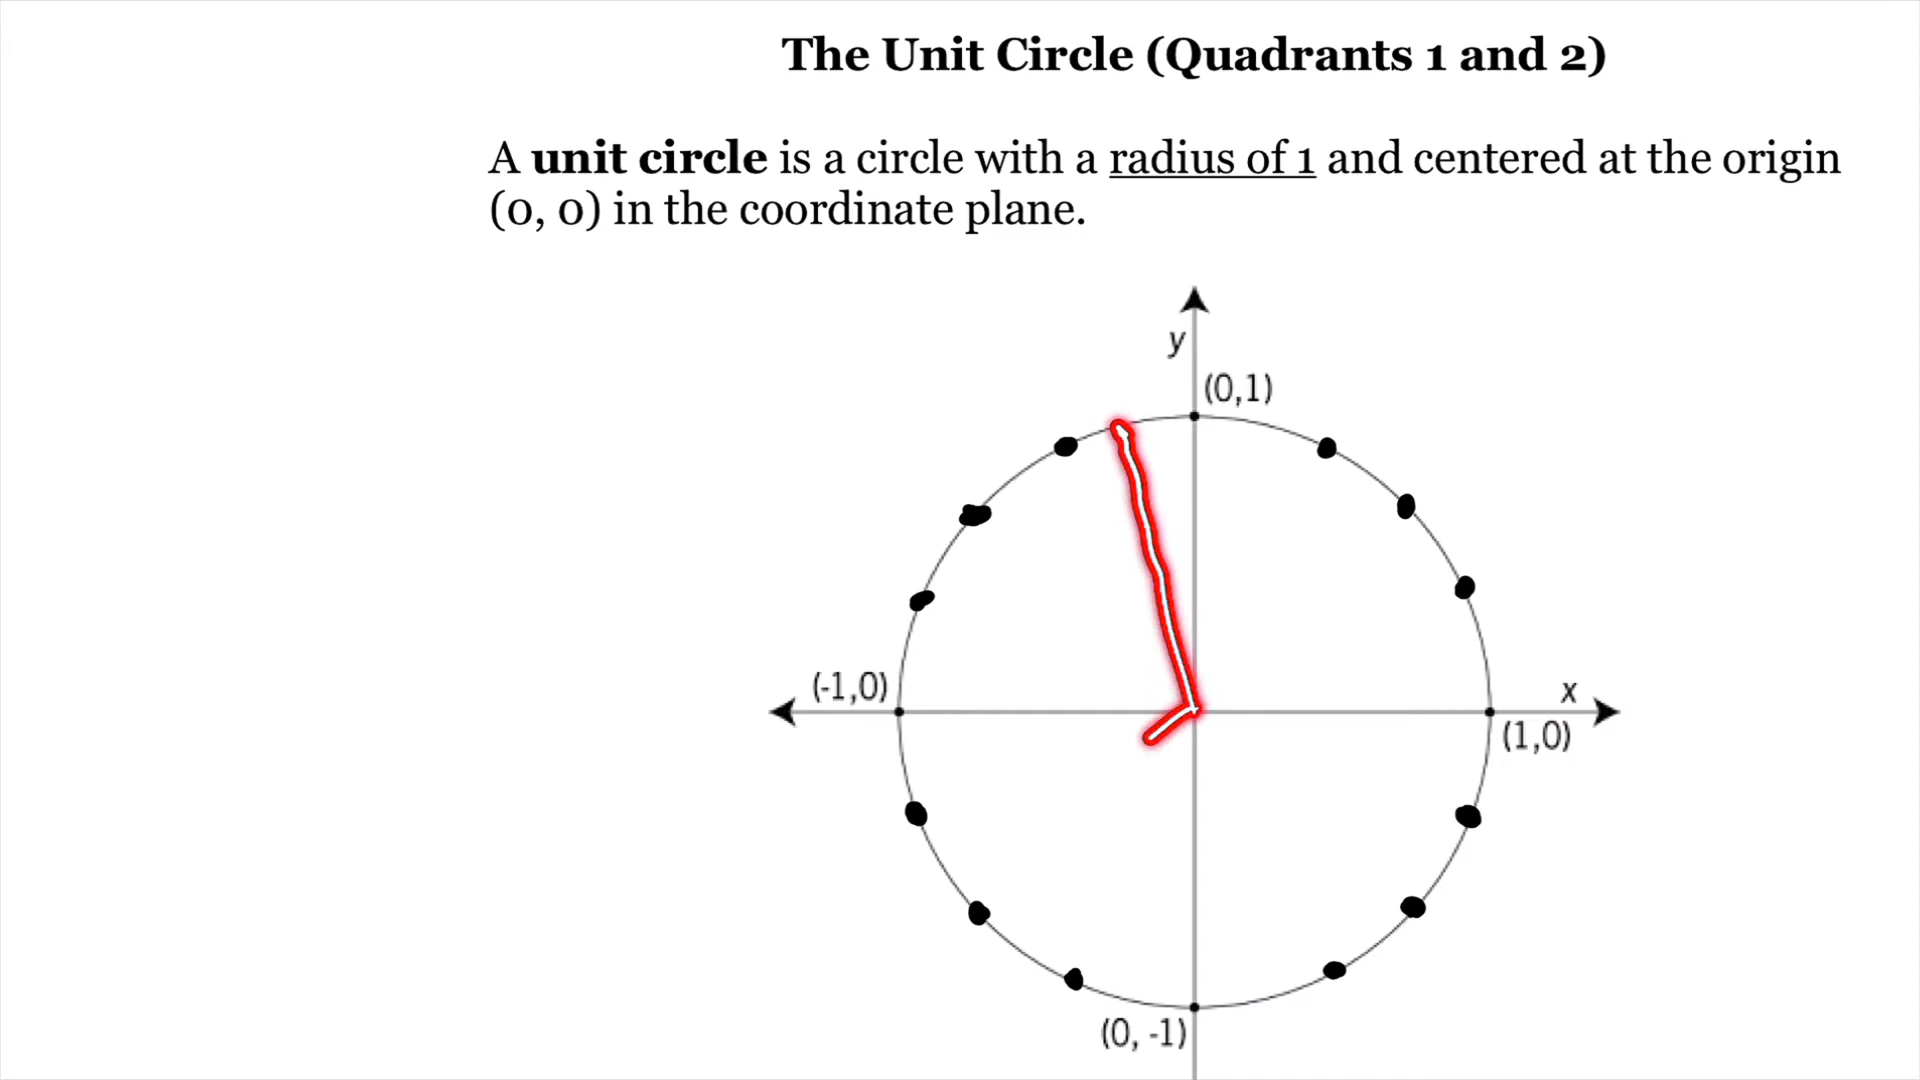 The Unit Circle (Quadrants 1 and 2)
A unit circle is a circle with a radius of 1 and centered at the origin
(0, 0) in the coordinate plane.
y
(0,1)
(-1,0)
x
(1,0)
(0, -1)